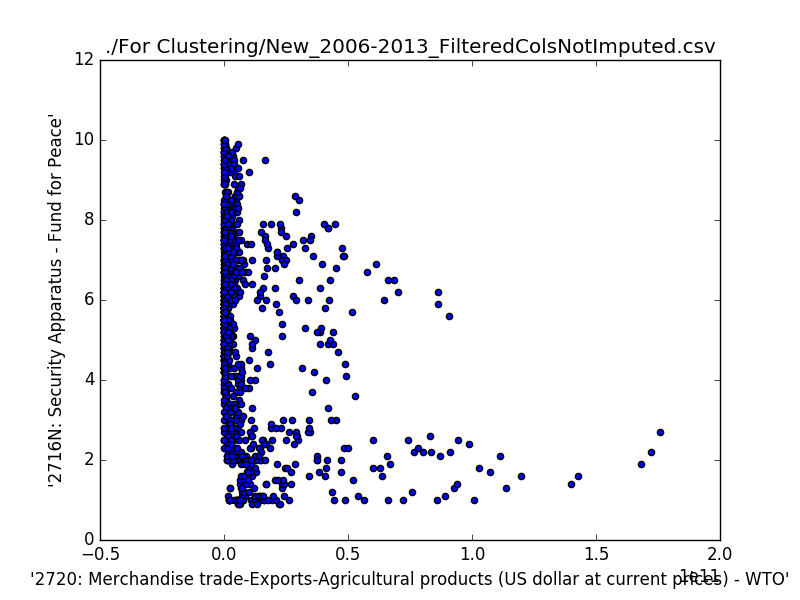 ./For Clustering/New_2006-2013_FilteredColsNotImputed.csv
12
10
8
6
4
2
0
'2716N: Security Apparatus - Fund for Peace'
−0.5 0.0 0.5 1.0 1.5 2.0
1e11
'2720: Merchandise trade-Exports-Agricultural products (US dollar at current prices) - WTO'